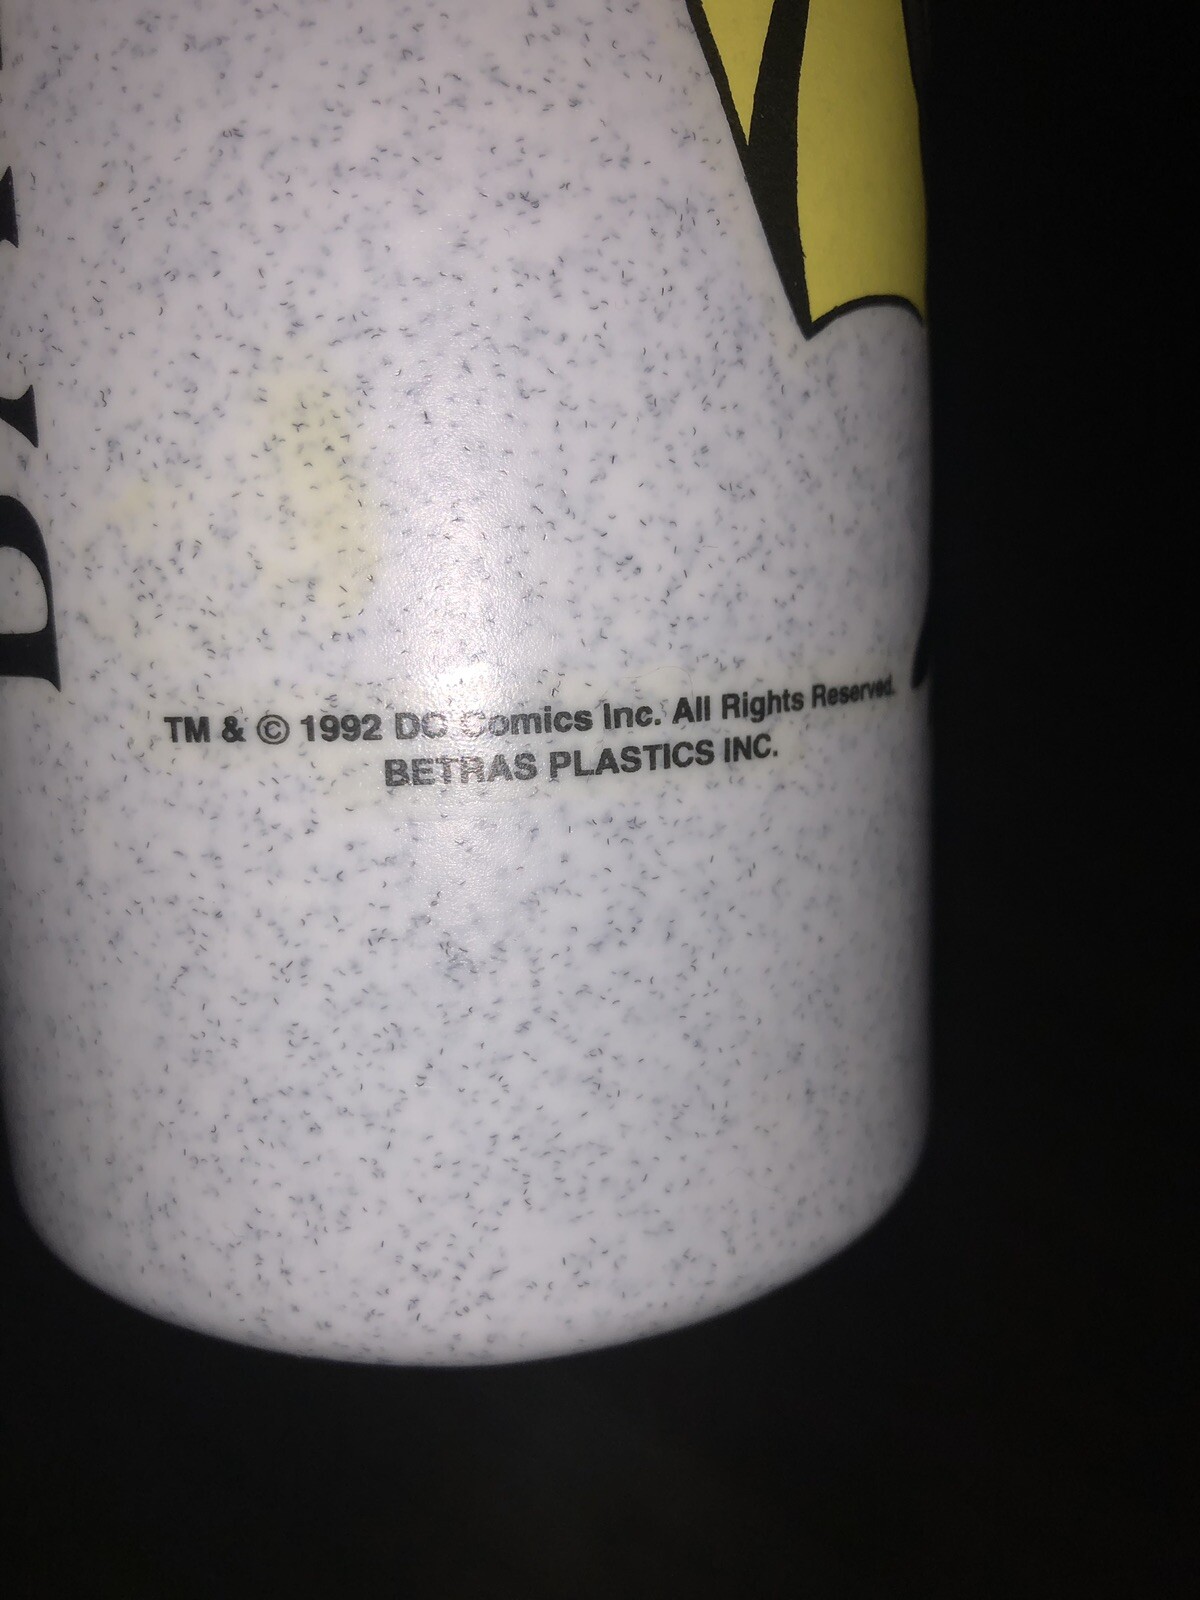 TM & © 1992 DC Comics Inc. All Rights Reserved.
BETRAS PLASTICS INC.